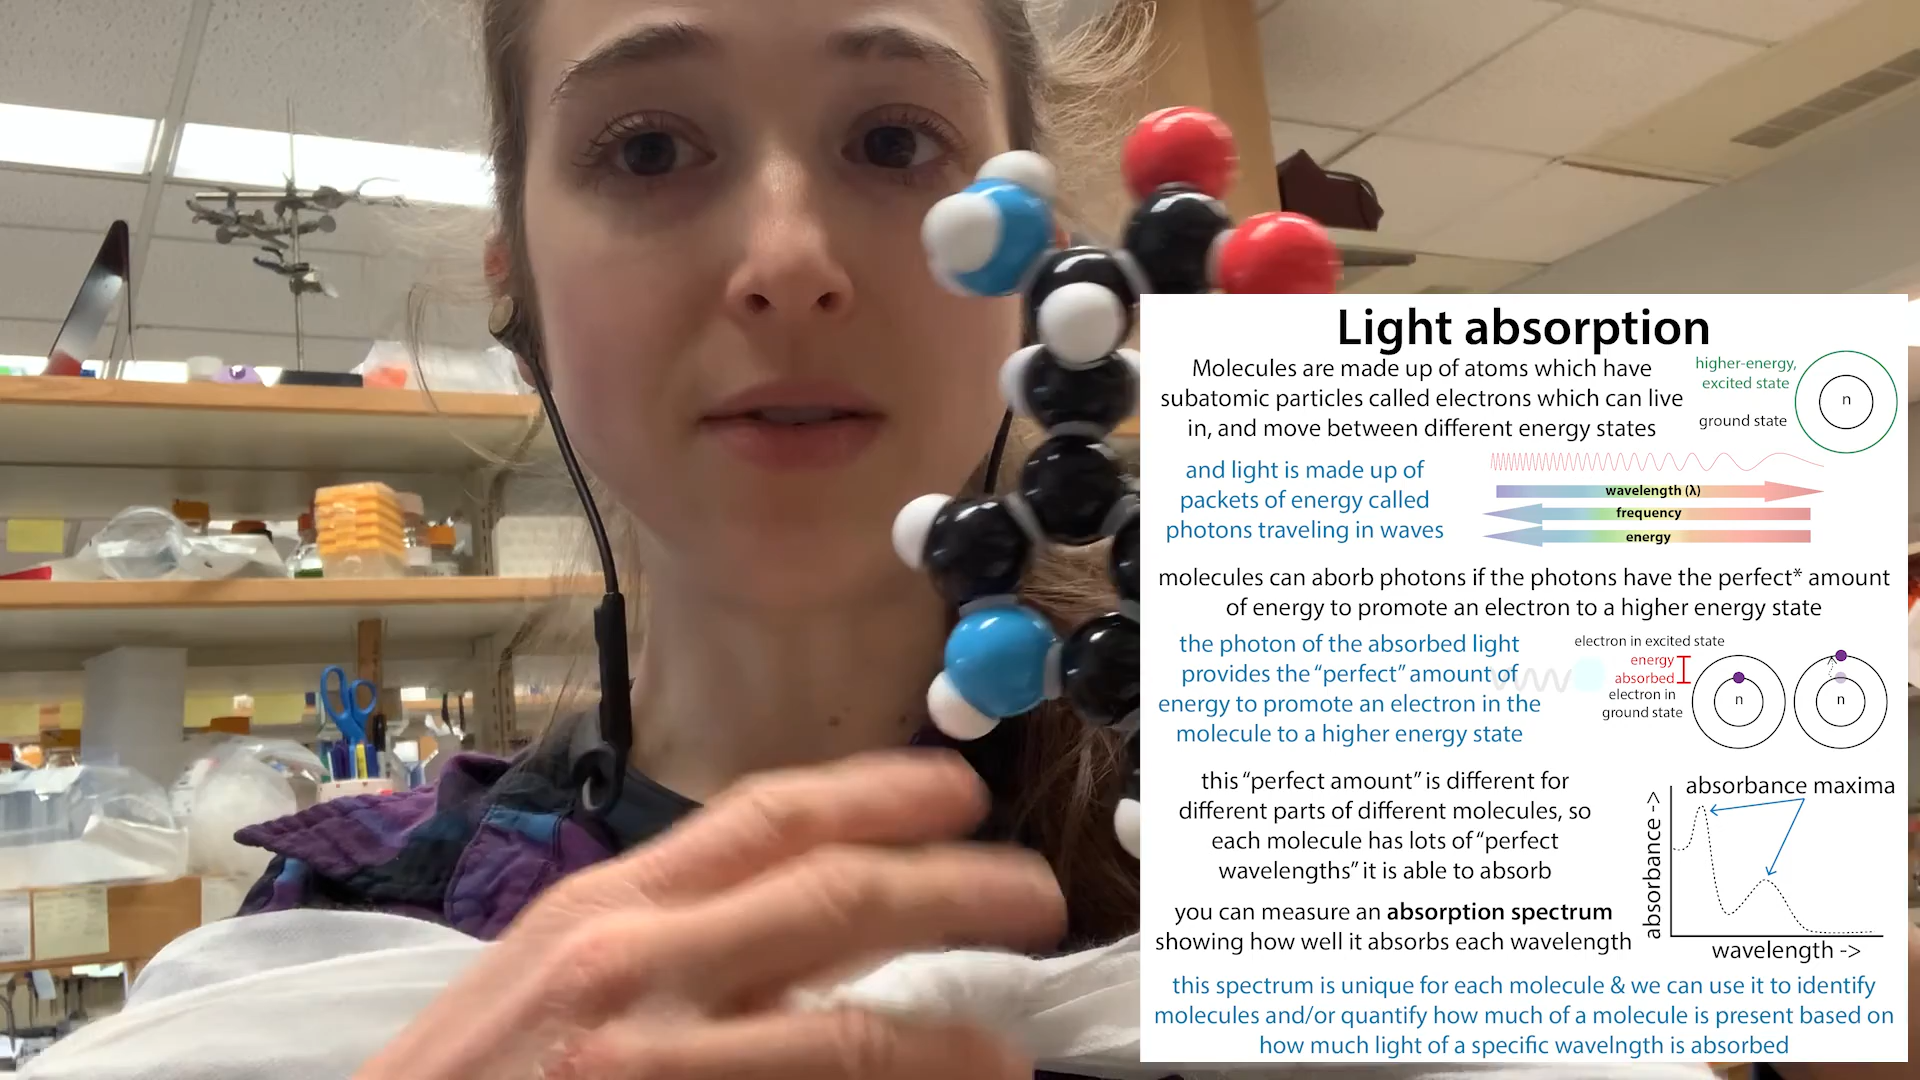 Light absorption
Molecules are made up of atoms which have
subatomic particles called electrons which can live
in, and move between different energy states
higher-energy,
excited state
ground state
n
and light is made up of
packets of energy called
photons traveling in waves
wavelength (λ)
frequency
energy
molecules can aborb photons if the photons have the perfect* amount
of energy to promote an electron to a higher energy state
the photon of the absorbed light
provides the “perfect” amount of
energy to promote an electron in the
molecule to a higher energy state
electron in excited state
energy
absorbed
electron in
ground state
n
n
this “perfect amount” is different for
different parts of different molecules, so
each molecule has lots of “perfect
wavelengths” it is able to absorb
absorbance maxima
absorbance ->
wavelength ->
you can measure an absorption spectrum
showing how well it absorbs each wavelength
this spectrum is unique for each molecule & we can use it to identify
molecules and/or quantify how much of a molecule is present based on
how much light of a specific wavelngth is absorbed